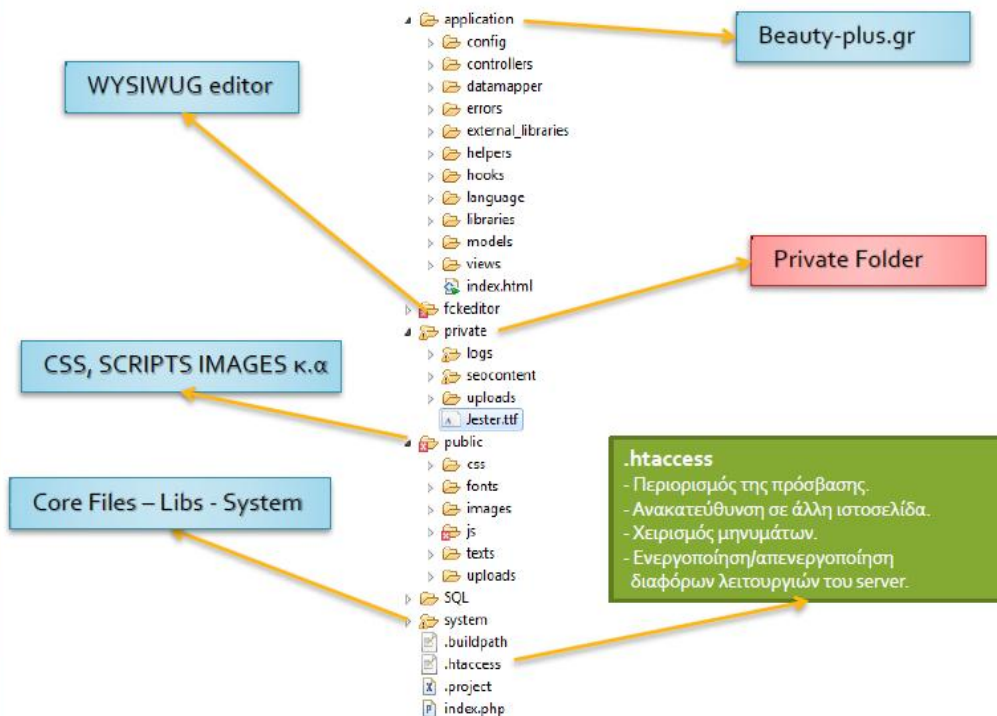 application
config
controllers
datamapper
errors
external_libraries
helpers
hooks
language
libraries
models
views
index.html
fckeditor
private
logs
seocontent
uploads
Jester.ttf
public
css
fonts
images
js
texts
uploads
SQL
system
.buildpath
.htaccess
.project
index.php
Beauty-plus.gr
WYSIWUG editor
Private Folder
CSS, SCRIPTS IMAGES κ.α
Core Files – Libs - System
.htaccess
- Περιορισμός της πρόσβασης.
- Ανακατεύθυνση σε άλλη ιστοσελίδα.
- Χειρισμός μηνυμάτων.
- Ενεργοποίηση/απενεργοποίηση
διαφόρων λειτουργιών του server.